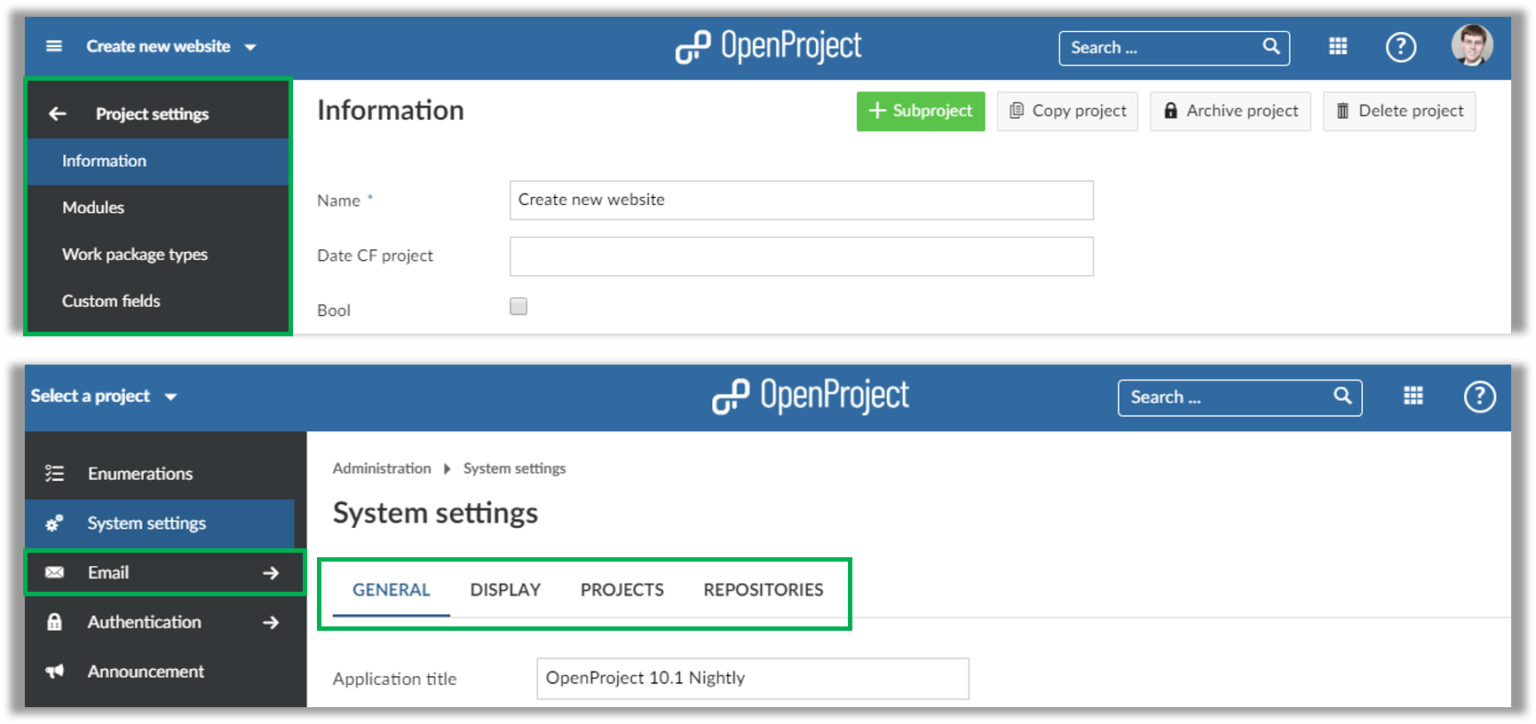 Create new website
OpenProject
Search ...
?
Project settings
Information
Modules
Work package types
Custom fields
Information
+ Subproject
Copy project
Archive project
Delete project
Name *
Create new website
Date CF project
Bool
Select a project
OpenProject
Search ...
?
Enumerations
System settings
Email
Authentication
Announcement
Administration System settings
System settings
GENERAL DISPLAY PROJECTS REPOSITORIES
Application title
OpenProject 10.1 Nightly